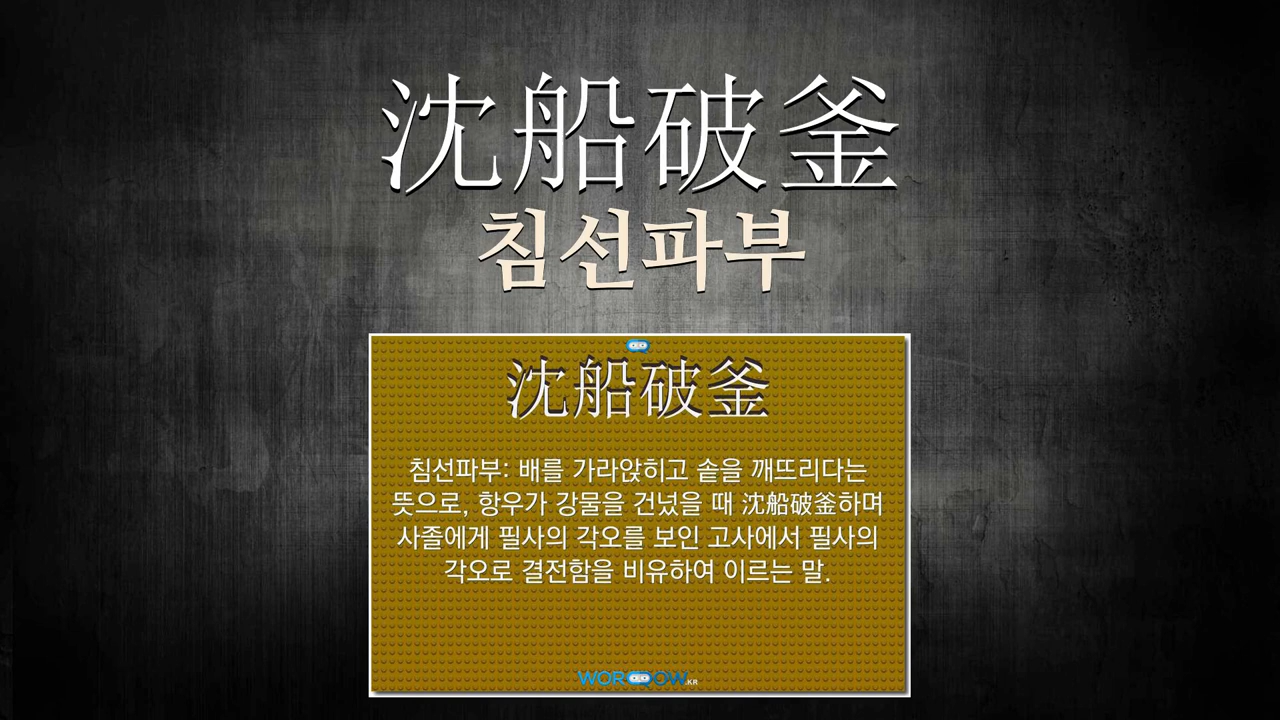 沈船破釜
침선파부
沈船破釜
침선파부: 배를 가라앉히고 솥을 깨뜨리다는
뜻으로, 항우가 강물을 건넜을 때 沈船破釜하며
사졸에게 필사의 각오를 보인 고사에서 필사의
각오로 결전함을 비유하여 이르는 말.
WORDOW.KR